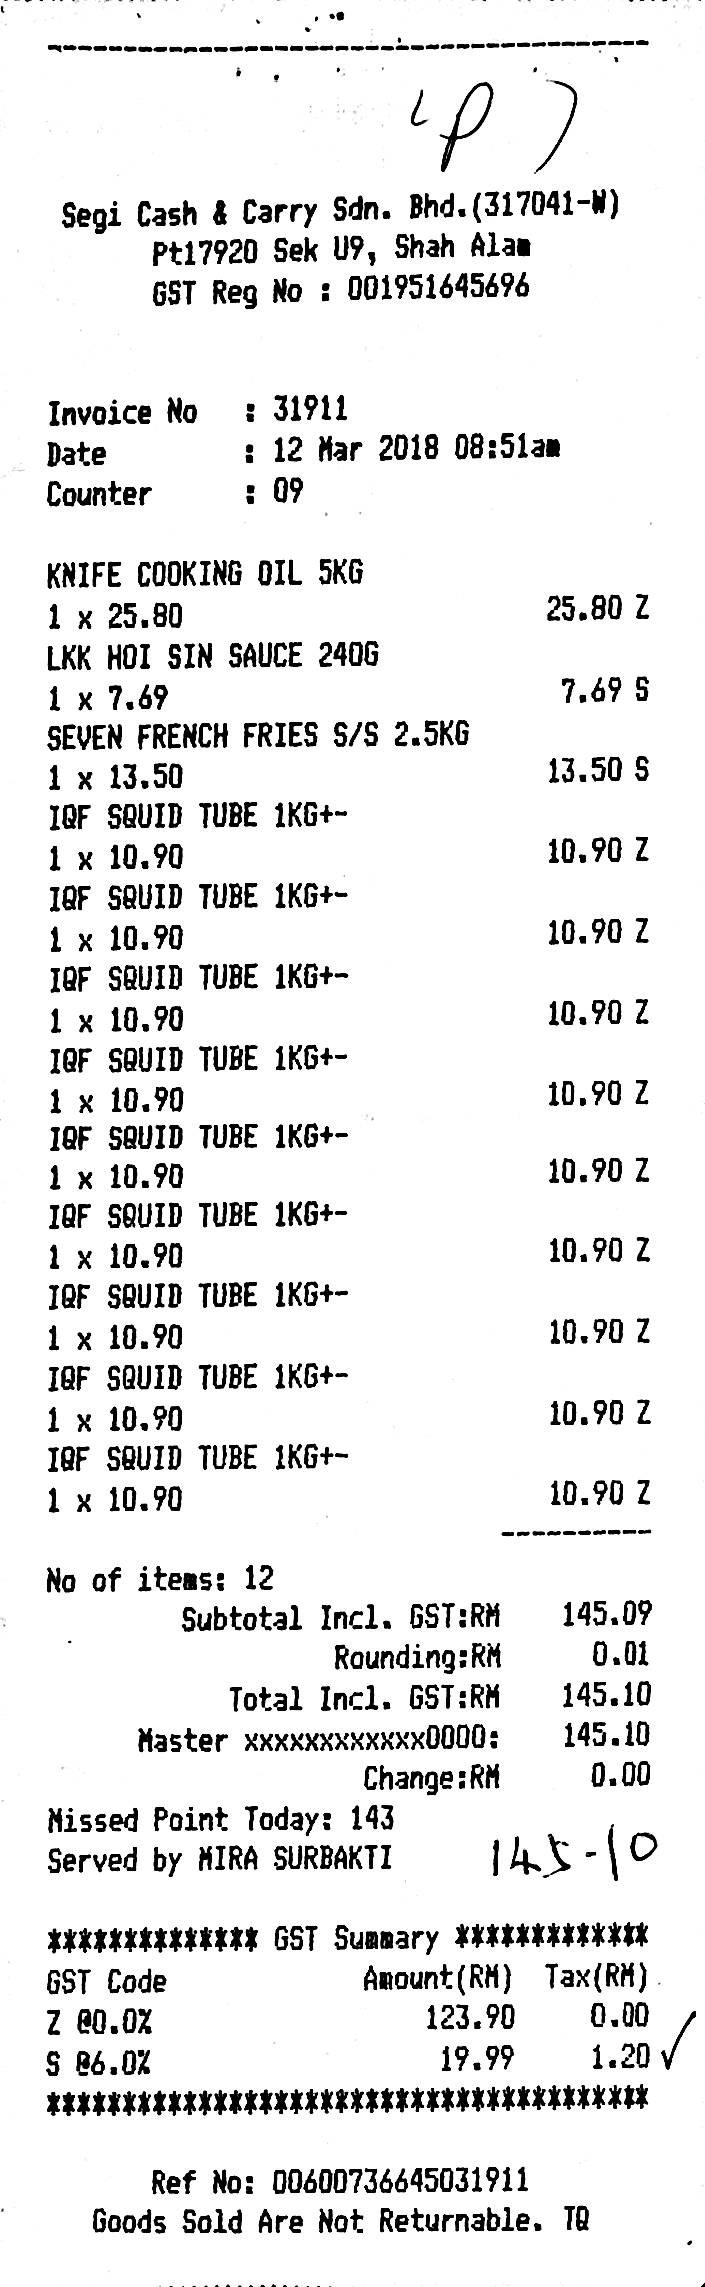 Segi Cash & Carry Sdn. Bhd.(317041-W)
Pt17920 Sek U9, Shah Alam
GST Reg No : 001951645696
Invoice No : 31911
Date : 12 Mar 2018 08:51am
Counter : 09
KNIFE COOKING OIL 5KG
1 x 25.80 25.80 Z
LKK HOI SIN SAUCE 240G
1 x 7.69 7.69 S
SEVEN FRENCH FRIES S/S 2.5KG
1 x 13.50 13.50 S
IQF SQUID TUBE 1KG+-
1 x 10.90 10.90 Z
IQF SQUID TUBE 1KG+-
1 x 10.90 10.90 Z
IQF SQUID TUBE 1KG+-
1 x 10.90 10.90 Z
IQF SQUID TUBE 1KG+-
1 x 10.90 10.90 Z
IQF SQUID TUBE 1KG+-
1 x 10.90 10.90 Z
IQF SQUID TUBE 1KG+-
1 x 10.90 10.90 Z
IQF SQUID TUBE 1KG+-
1 x 10.90 10.90 Z
IQF SQUID TUBE 1KG+-
1 x 10.90 10.90 Z
IQF SQUID TUBE 1KG+-
1 x 10.90 10.90 Z
----------
No of items: 12
Subtotal Incl. GST:RM 145.09
Rounding:RM 0.01
Total Incl. GST:RM 145.10
Master xxxxxxxxxxxx0000: 145.10
Change:RM 0.00
Missed Point Today: 143
Served by MIRA SURBAKTI 145-10
************** GST Summary *************
GST Code Amount(RM) Tax(RM)
Z @0.0% 123.90 0.00
S @6.0% 19.99 1.20
****************************************
Ref No: 00600736645031911
Goods Sold Are Not Returnable. TQ